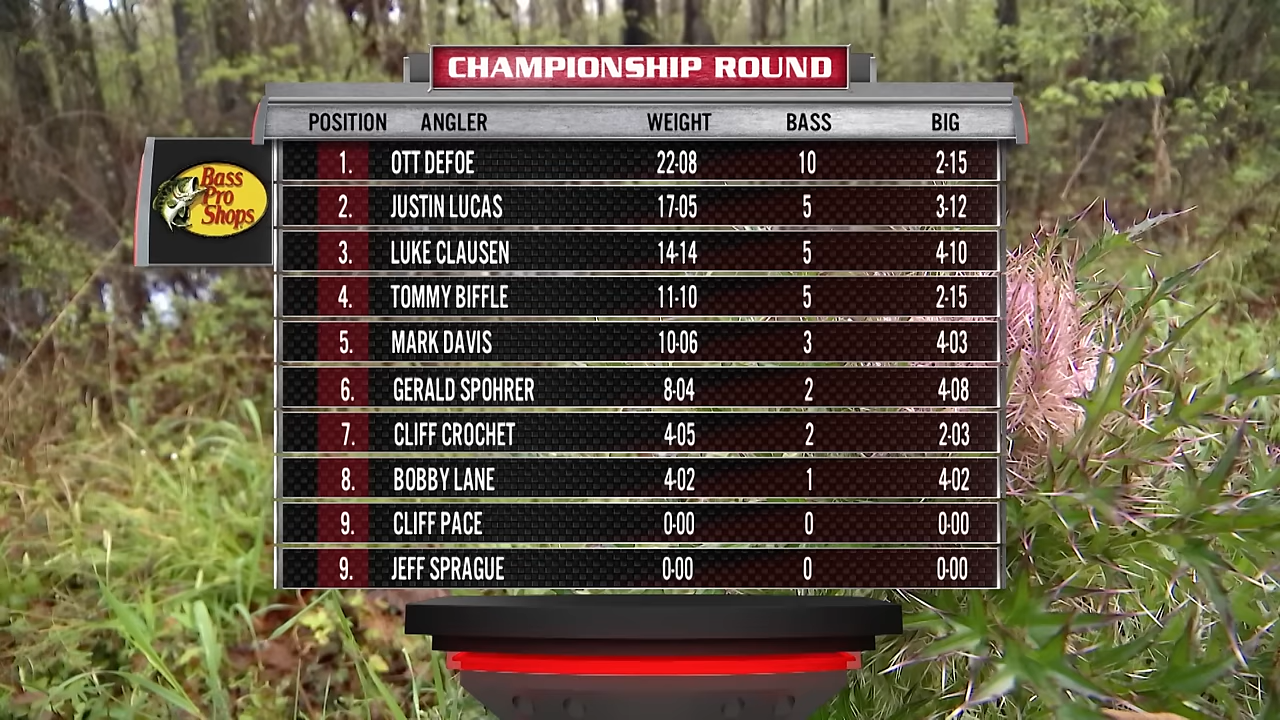 CHAMPIONSHIP ROUND
POSITION ANGLER WEIGHT BASS BIG
1. OTT DEFOE 22-08 10 2-15
2. JUSTIN LUCAS 17-05 5 3-12
3. LUKE CLAUSEN 14-14 5 4-10
4. TOMMY BIFFLE 11-10 5 2-15
5. MARK DAVIS 10-06 3 4-03
6. GERALD SPOHRER 8-04 2 4-08
7. CLIFF CROCHET 4-05 2 2-03
8. BOBBY LANE 4-02 1 4-02
9. CLIFF PACE 0-00 0 0-00
9. JEFF SPRAGUE 0-00 0 0-00
Bass
Pro
Shops